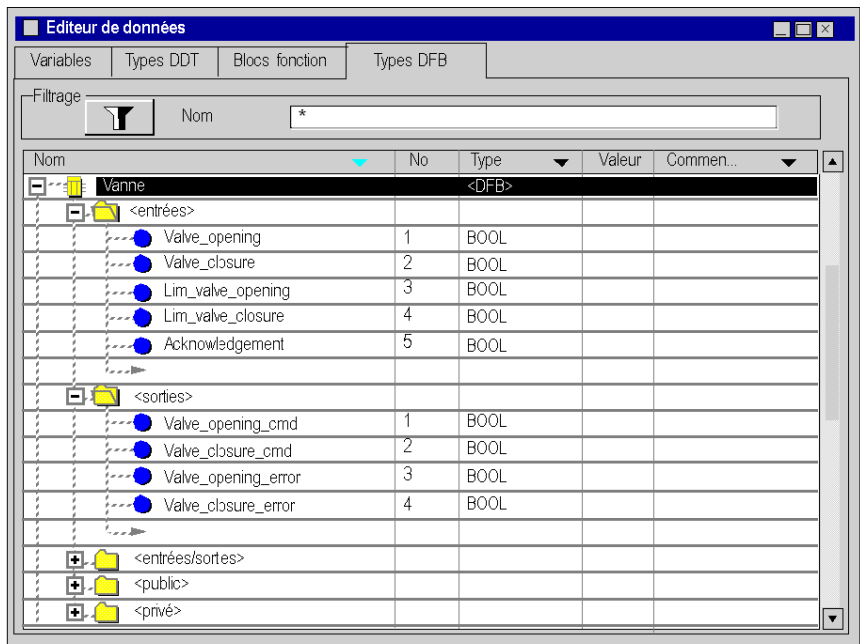 Editeur de données
Variables Types DDT Blocs fonction Types DFB
Filtrage
Nom *
Nom No Type Valeur Commen...
Vanne <DFB>
<entrées>
Valve_opening 1 BOOL
Valve_closure 2 BOOL
Lim_valve_opening 3 BOOL
Lim_valve_closure 4 BOOL
Acknowledgement 5 BOOL
<sorties>
Valve_opening_cmd 1 BOOL
Valve_closure_cmd 2 BOOL
Valve_opening_error 3 BOOL
Valve_closure_error 4 BOOL
<entrées/sortes>
<public>
<privé>